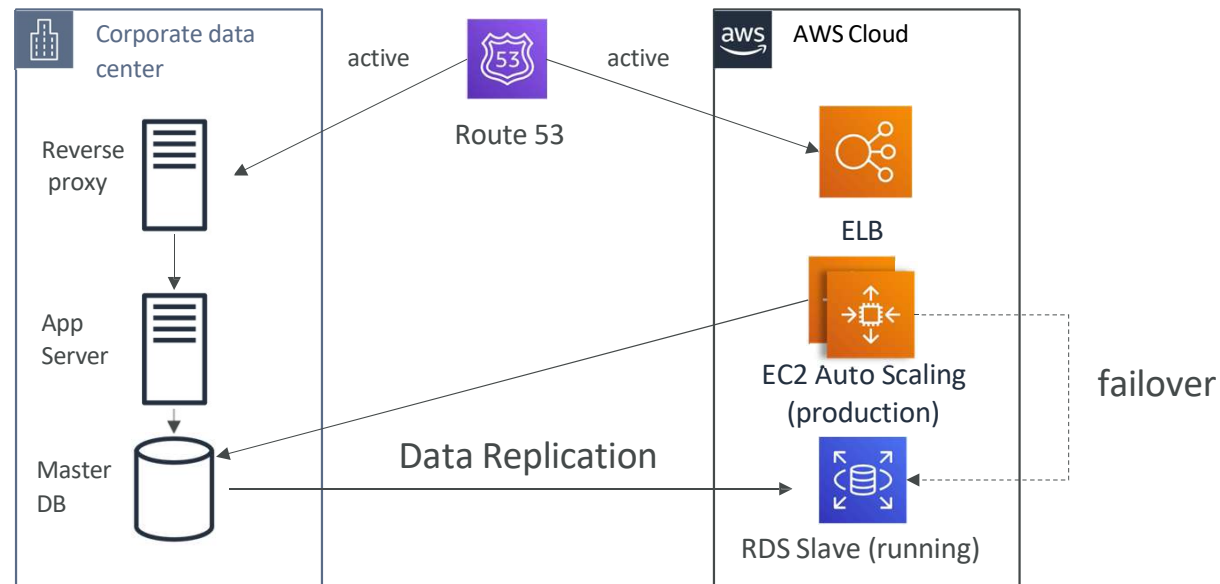 Corporate data
center
active
53
active
Route 53
aws
AWS Cloud
Reverse
proxy
ELB
App
Server
EC2 Auto Scaling
(production)
failover
Master
DB
Data Replication
RDS Slave (running)